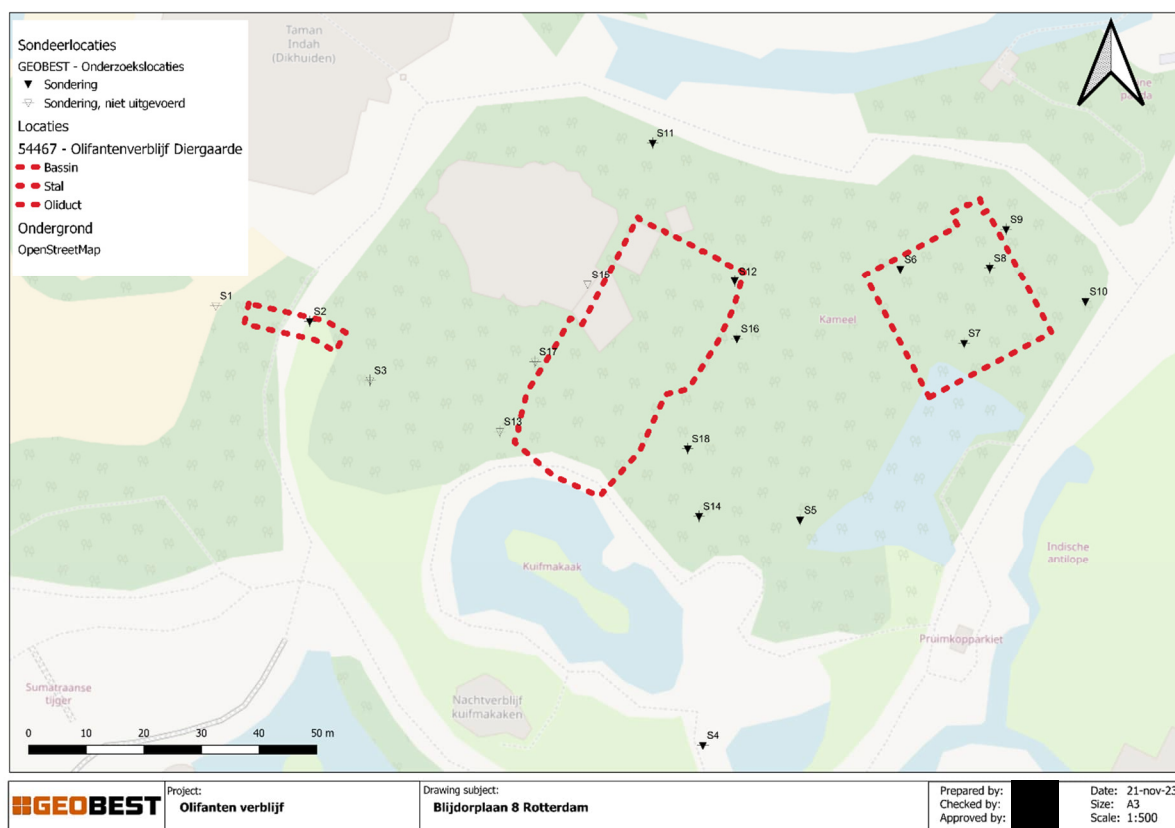 Sondeerlocaties
GEOBEST - Onderzoekslocaties
Sondering
Sondering, niet uitgevoerd
Locaties
54467 - Olifantenverblijf Diergaarde
Bassin
Stal
Oliduct
Ondergrond
OpenStreetMap
Taman
Indah
(Dikhuiden)
S11
S9
S6
S8
S15
S12
S10
S1
S2
Kameel
S16
S7
S17
S3
S13
S18
S14
S5
Kuifmakaak
Indische
antilope
Pruimkopparkiet
Sumatraanse
tijger
Nachtverblijf
kuifmakaken
S4
0 10 20 30 40 50 m
GEOBEST
Project:
Olifanten verblijf
Drawing subject:
Blijdorplaan 8 Rotterdam
Prepared by:
Checked by:
Approved by:
Date: 21-nov-23
Size: A3
Scale: 1:500